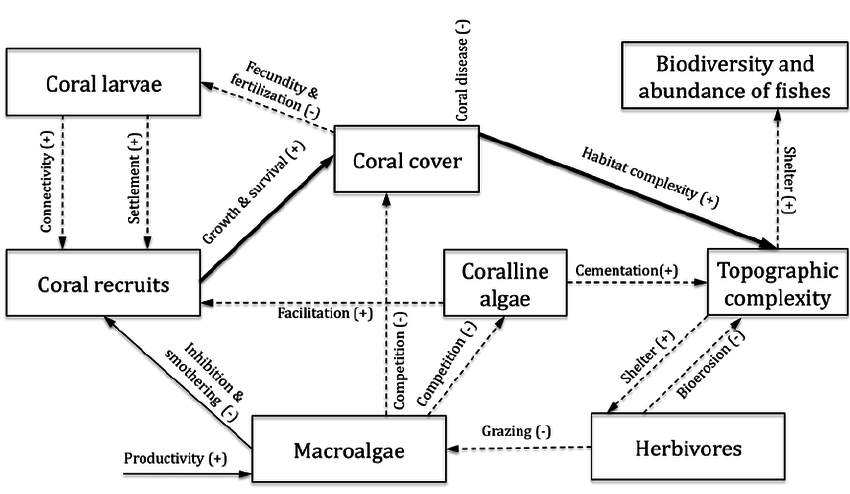 Coral disease (-)
Fecundity &
fertilization (-)
Coral larvae
Biodiversity and
abundance of fishes
Coral cover
Habitat complexity (+)
Shelter (+)
Connectivity (+)
Settlement (+)
Growth & survival (+)
Coral recruits
Coralline
algae
Cementation(+)
Topographic
complexity
Facilitation (+)
Inhibition &
smothering (-)
Competition (-)
Competition (-)
Shelter (+)
Bioerosion (-)
Macroalgae
Grazing (-)
Herbivores
Productivity (+)